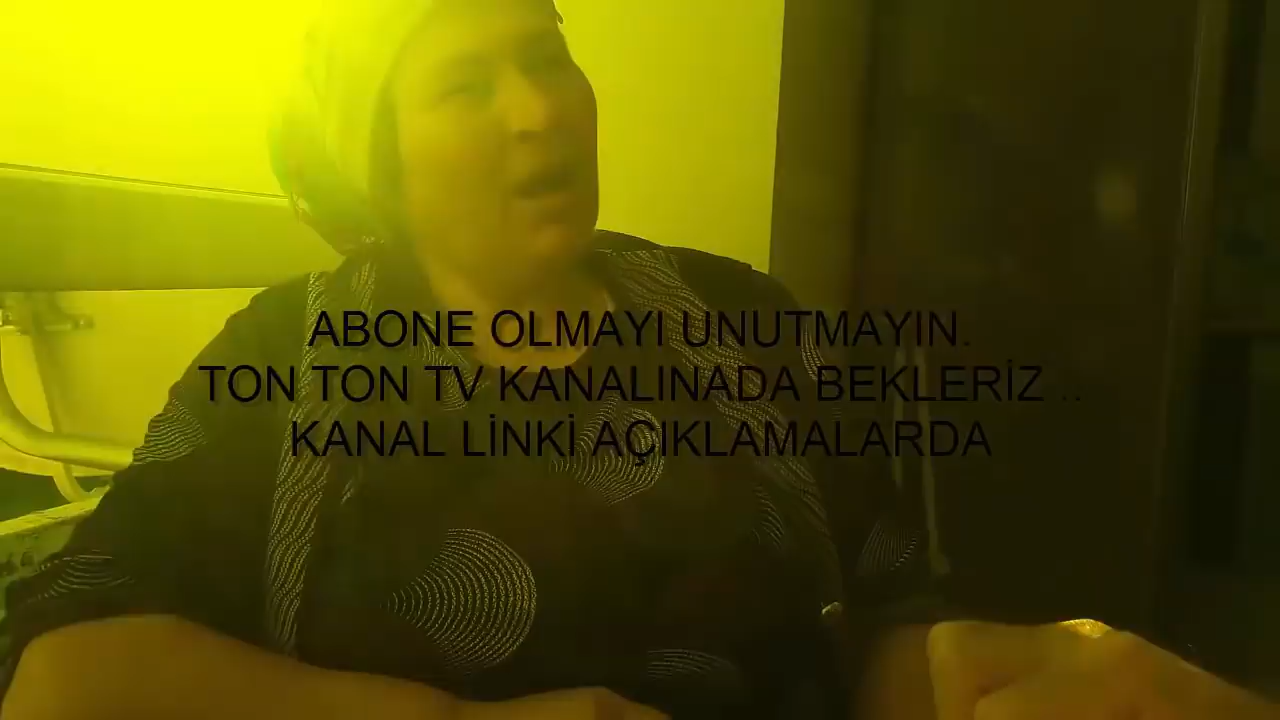 ABONE OLMAYI UNUTMAYIN.
TON TON TV KANALINADA BEKLERİZ ..
KANAL LİNKİ AÇIKLAMALARDA